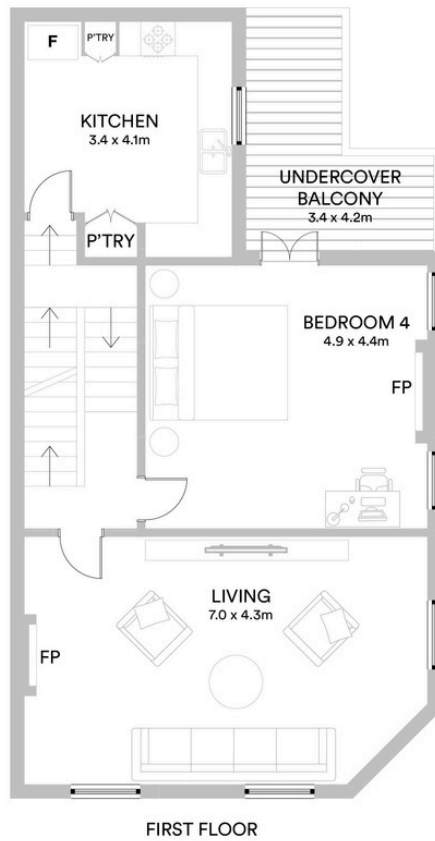 F
P'TRY
KITCHEN
3.4 x 4.1m
UNDERCOVER
BALCONY
3.4 x 4.2m
P'TRY
BEDROOM 4
4.9 x 4.4m
FP
LIVING
7.0 x 4.3m
FP
FIRST FLOOR